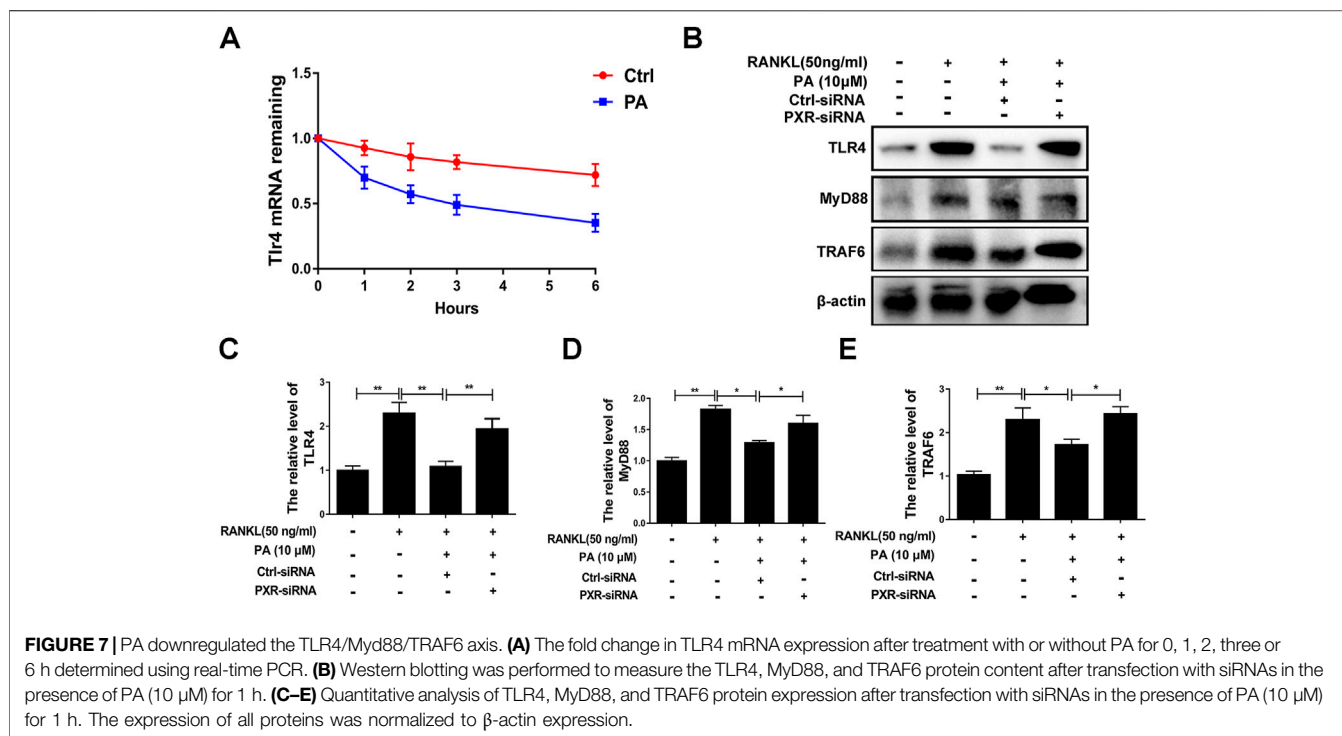 A
Ctrl
PA
Tlr4 mRNA remaining
1.5
1.0
0.5
0.0
0 1 2 3 4 5 6
Hours
B
RANKL(50ng/ml) - + + +
PA (10μM) - - + +
Ctrl-siRNA - - + -
PXR-siRNA - - - +
TLR4
MyD88
TRAF6
β-actin
C
The relative level of
TLR4
3
2
1
0
** ** **
RANKL(50 ng/ml) - + + +
PA (10 μM) - - + +
Ctrl-siRNA - - + -
PXR-siRNA - - - +
D
The relative level of
MyD88
2.0
1.5
1.0
0.5
0.0
** * *
RANKL(50 ng/ml) - + + +
PA (10 μM) - - + +
Ctrl-siRNA - - + -
PXR-siRNA - - - +
E
The relative level of
TRAF6
3
2
1
0
** * *
RANKL(50 ng/ml) - + + +
PA (10 μM) - - + +
Ctrl-siRNA - - + -
PXR-siRNA - - - +
FIGURE 7 | PA downregulated the TLR4/Myd88/TRAF6 axis. (A) The fold change in TLR4 mRNA expression after treatment with or without PA for 0, 1, 2, three or
6 h determined using real-time PCR. (B) Western blotting was performed to measure the TLR4, MyD88, and TRAF6 protein content after transfection with siRNAs in the
presence of PA (10 μM) for 1 h. (C–E) Quantitative analysis of TLR4, MyD88, and TRAF6 protein expression after transfection with siRNAs in the presence of PA (10 μM)
for 1 h. The expression of all proteins was normalized to β-actin expression.